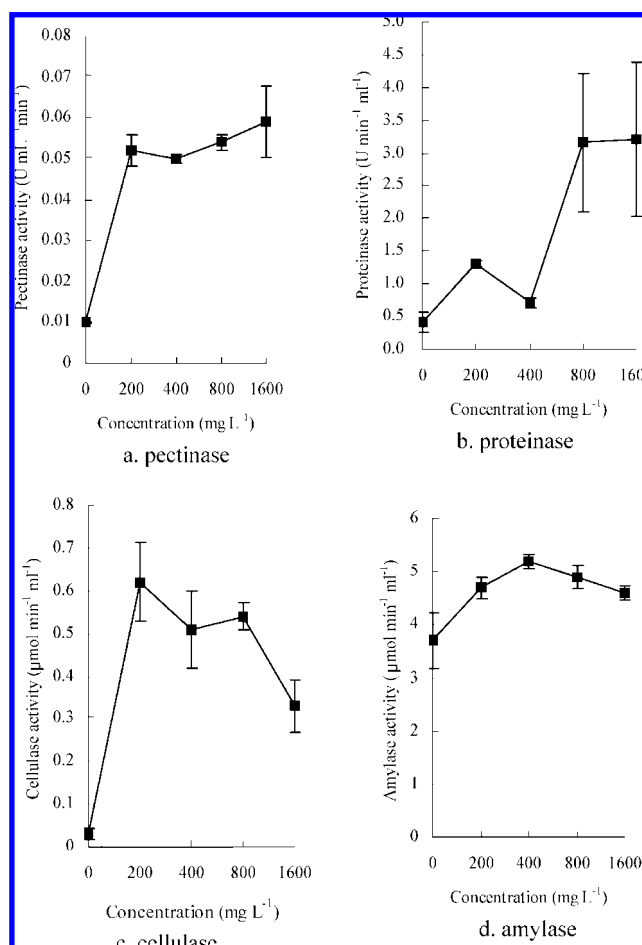 Pectinase activity (U mL⁻¹min⁻¹)
0.08
0.07
0.06
0.05
0.04
0.03
0.02
0.01
0
0 200 400 800 1600
Concentration (mg L⁻¹)
a. pectinase
Proteinase activity (U min⁻¹ ml⁻¹)
5.0
4.5
4.0
3.5
3.0
2.5
2.0
1.5
1.0
0.5
0.0
0 200 400 800 160
Concentration (mg L⁻¹)
b. proteinase
Cellulase activity (µmol min⁻¹ ml⁻¹)
0.8
0.7
0.6
0.5
0.4
0.3
0.2
0.1
0
0 200 400 800 1600
Concentration (mg L⁻¹)
c. cellulase
Amylase activity (µmol min⁻¹ ml⁻¹)
6
5
4
3
2
1
0
0 200 400 800 1600
Concentration (mg L⁻¹)
d. amylase